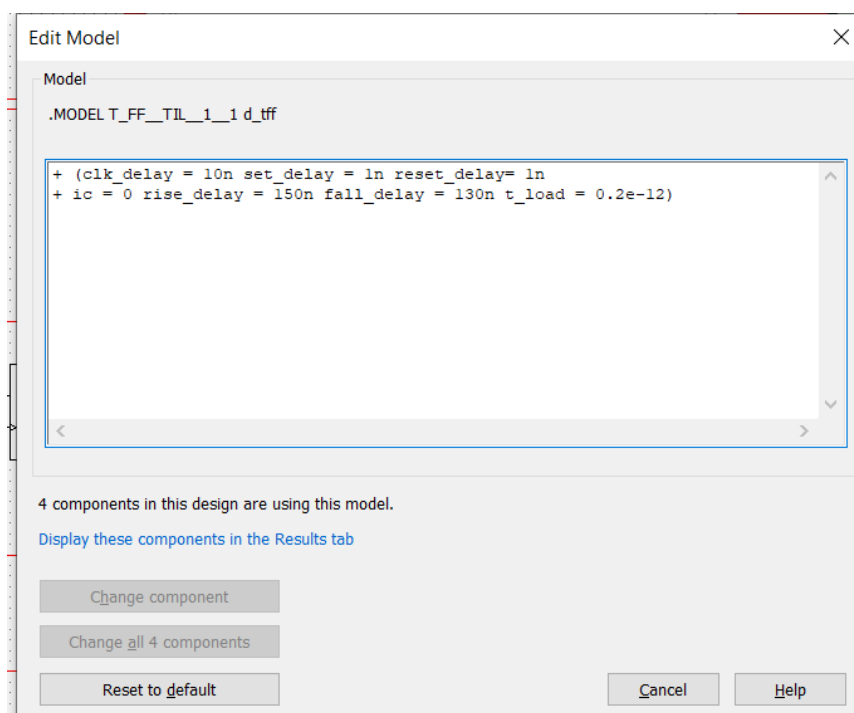 Edit Model
Model
.MODEL T_FF__TIL__1__1 d_tff
+ (clk_delay = 10n set_delay = 1n reset_delay= 1n
+ ic = 0 rise_delay = 150n fall_delay = 130n t_load = 0.2e-12)
4 components in this design are using this model.
Display these components in the Results tab
Change component
Change all 4 components
Reset to default
Cancel
Help